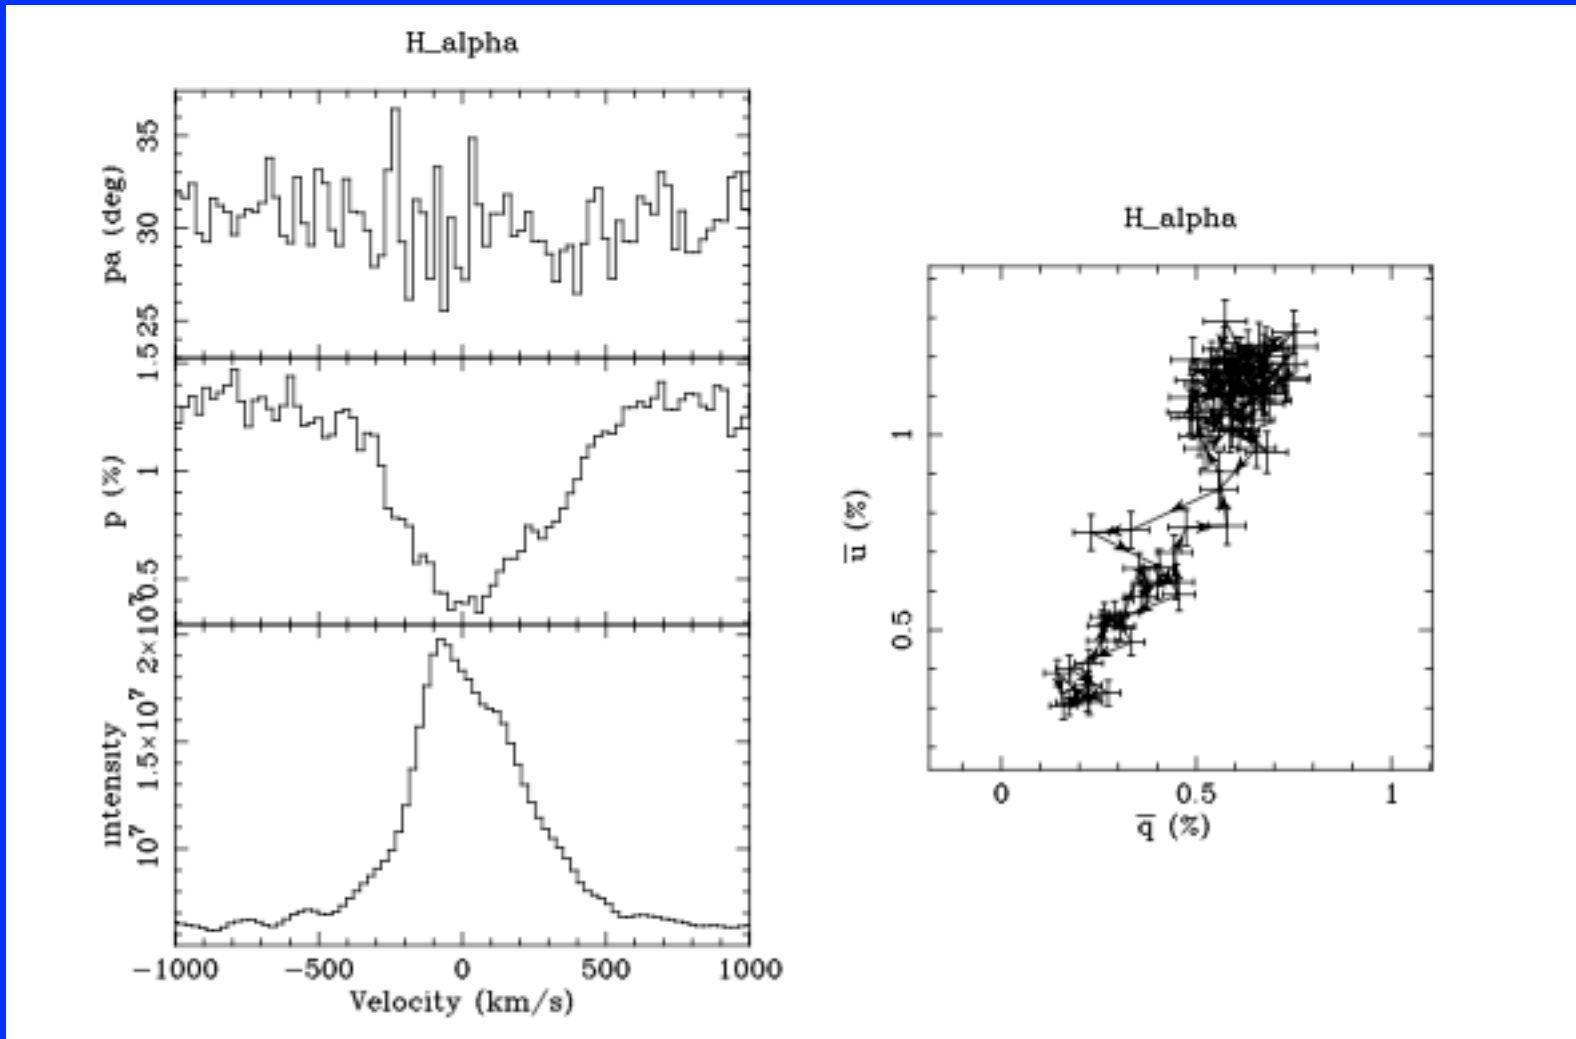 H_alpha
pa (deg)
35
30
25
p (%)
1.5
1
0.5
intensity
2×10⁷
1.5×10⁷
10⁷
−1000 −500 0 500 1000
Velocity (km/s)
H_alpha
u̅ (%)
1
0.5
0 0.5 1
q̅ (%)